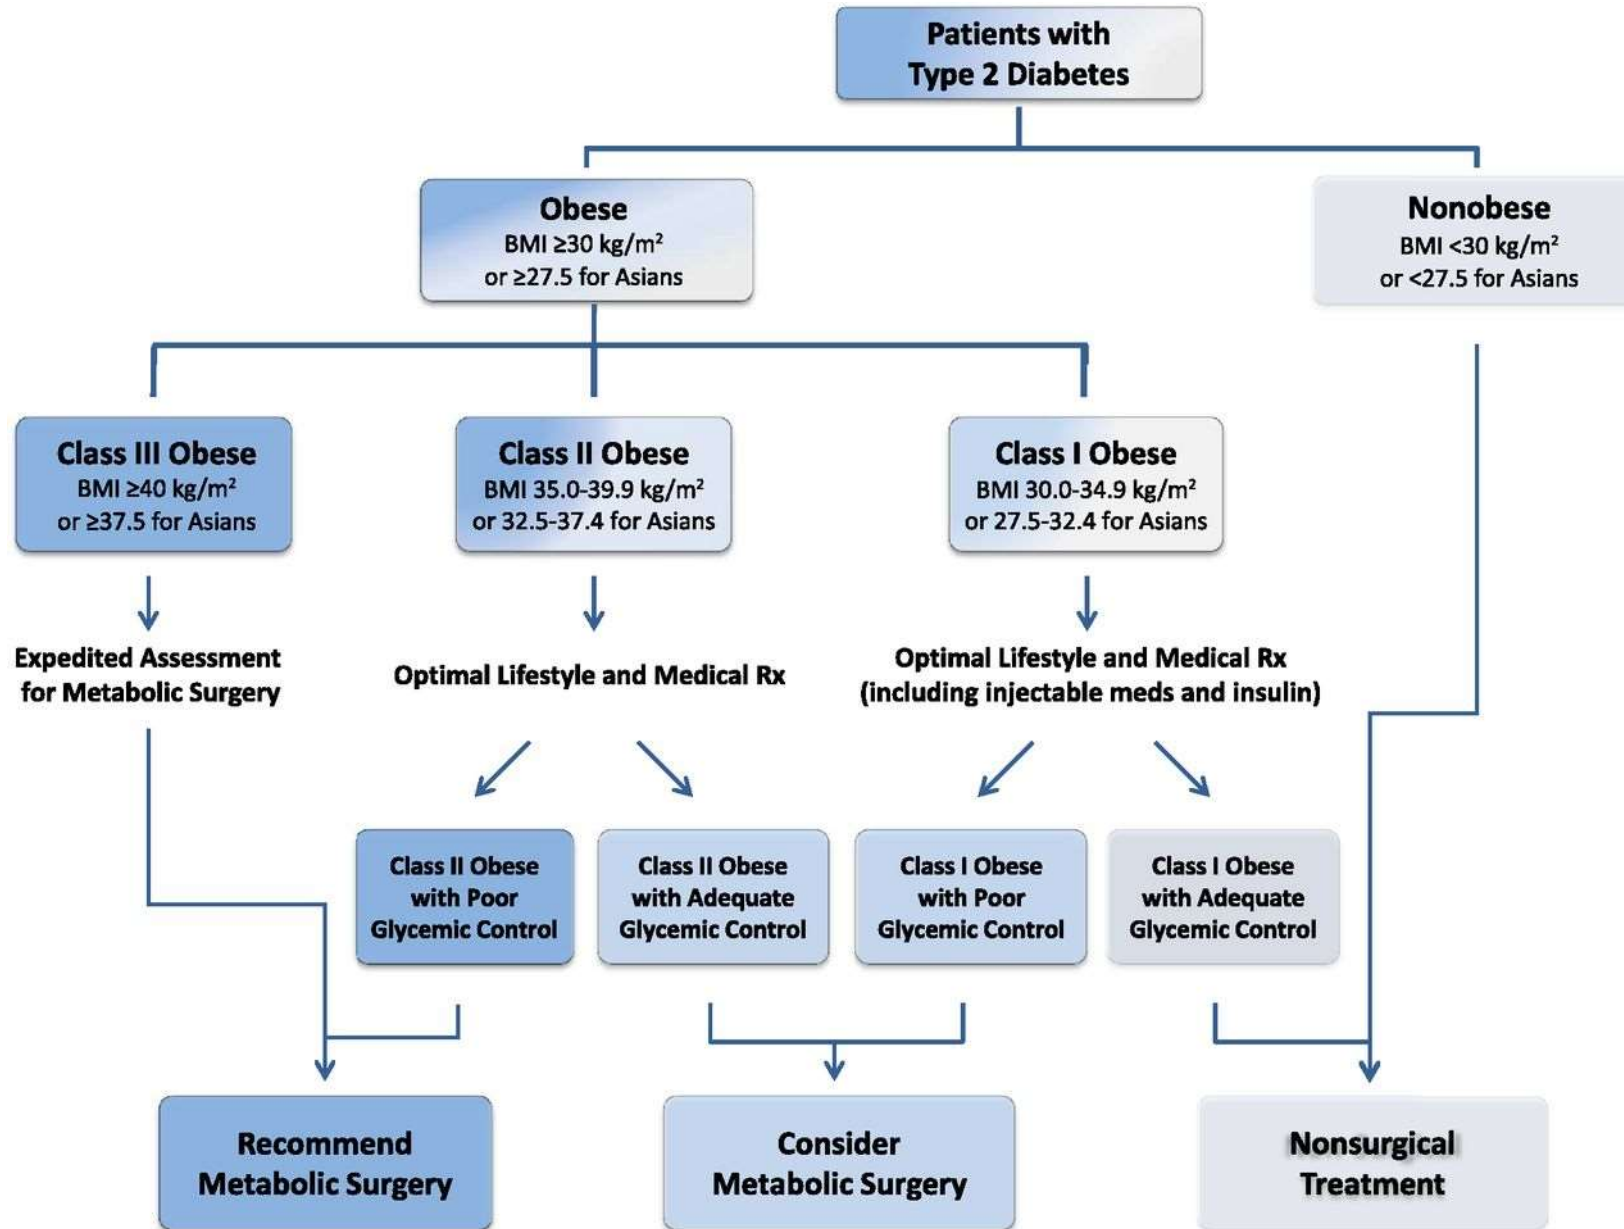 Patients with
Type 2 Diabetes
Obese
BMI ≥30 kg/m²
or ≥27.5 for Asians
Nonobese
BMI <30 kg/m²
or <27.5 for Asians
Class III Obese
BMI ≥40 kg/m²
or ≥37.5 for Asians
Class II Obese
BMI 35.0-39.9 kg/m²
or 32.5-37.4 for Asians
Class I Obese
BMI 30.0-34.9 kg/m²
or 27.5-32.4 for Asians
Expedited Assessment
for Metabolic Surgery
Optimal Lifestyle and Medical Rx
Optimal Lifestyle and Medical Rx
(including injectable meds and insulin)
Class II Obese
with Poor
Glycemic Control
Class II Obese
with Adequate
Glycemic Control
Class I Obese
with Poor
Glycemic Control
Class I Obese
with Adequate
Glycemic Control
Recommend
Metabolic Surgery
Consider
Metabolic Surgery
Nonsurgical
Treatment